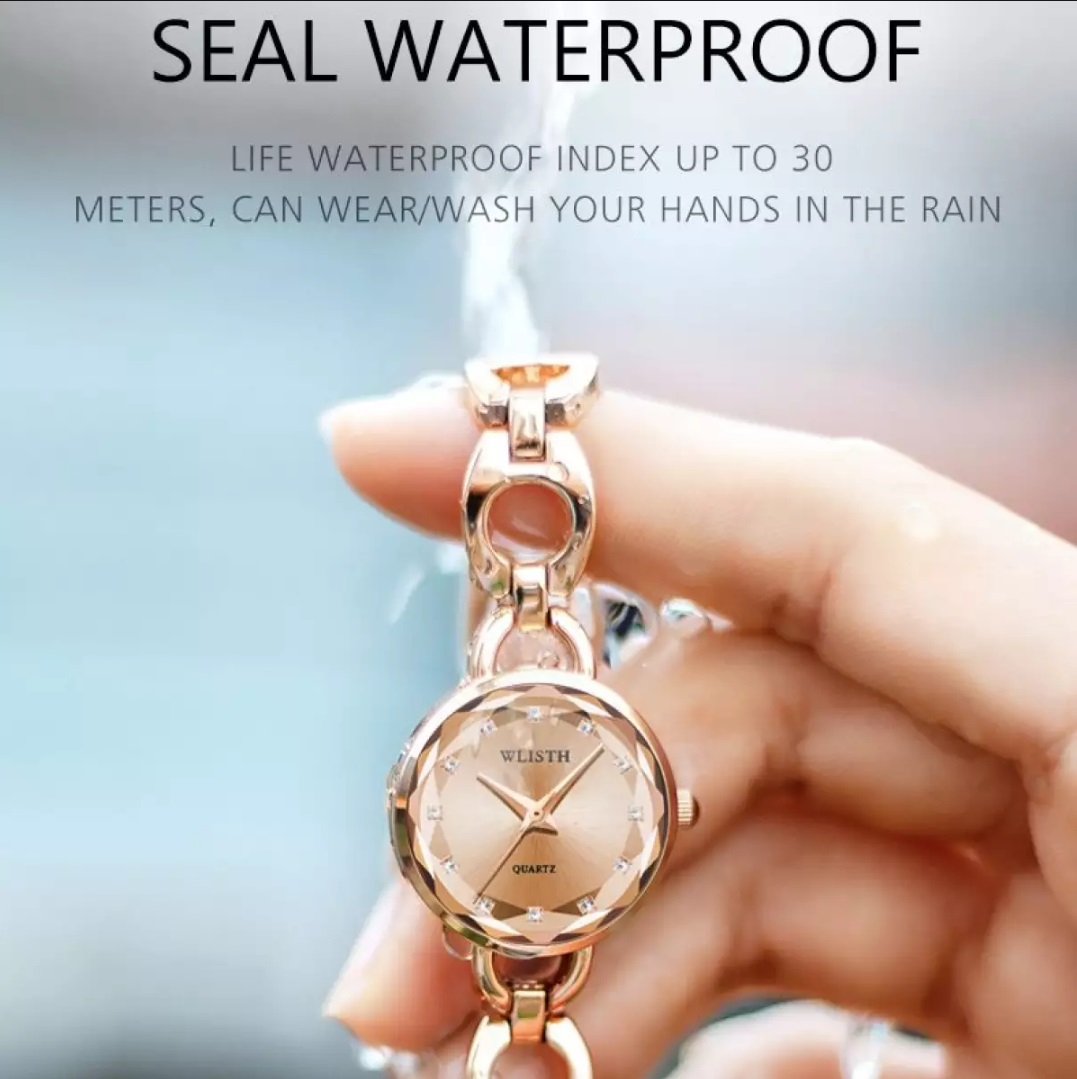 SEAL WATERPROOF
LIFE WATERPROOF INDEX UP TO 30
METERS, CAN WEAR/WASH YOUR HANDS IN THE RAIN
WLISTH
QUARTZ